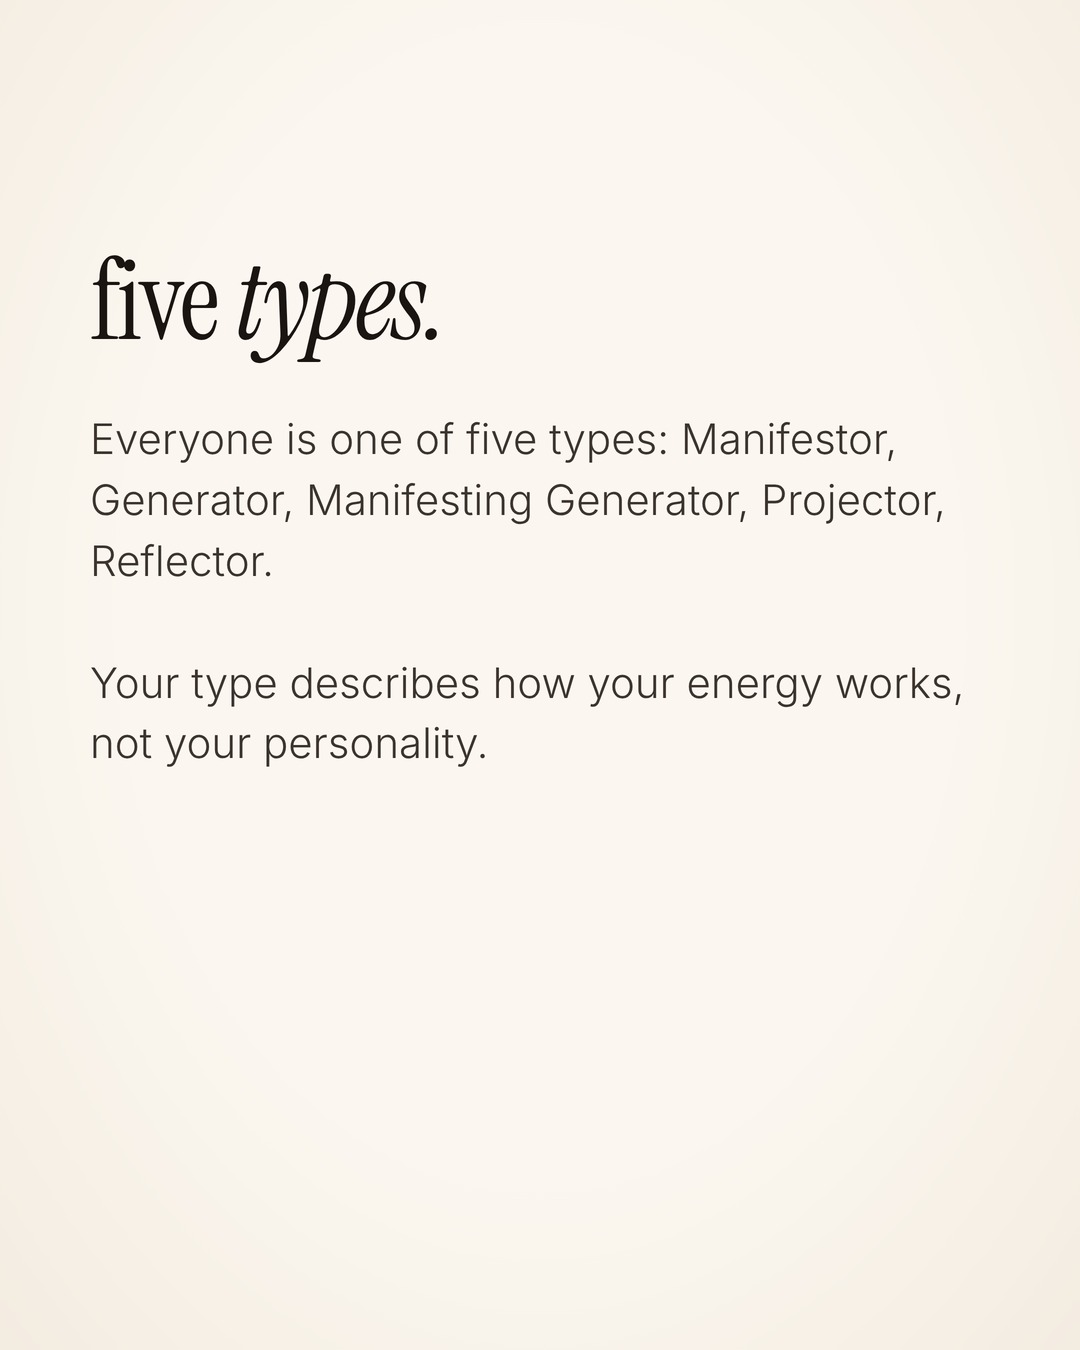 five types.
Everyone is one of five types: Manifestor,
Generator, Manifesting Generator, Projector,
Reflector.
Your type describes how your energy works,
not your personality.